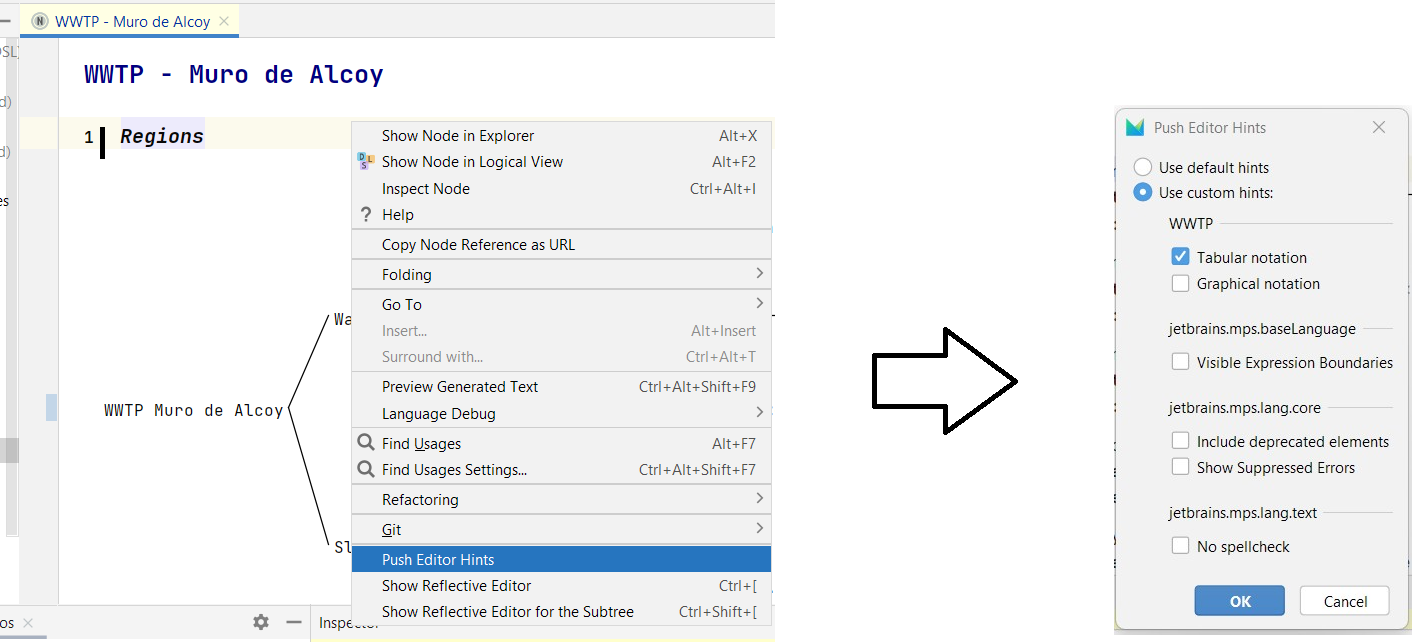 WWTP - Muro de Alcoy
WWTP - Muro de Alcoy
1 Regions
WWTP Muro de Alcoy
Wa
Sl
Show Node in Explorer Alt+X
Show Node in Logical View Alt+F2
Inspect Node Ctrl+Alt+I
? Help
Copy Node Reference as URL
Folding
Go To
Insert... Alt+Insert
Surround with... Ctrl+Alt+T
Preview Generated Text Ctrl+Alt+Shift+F9
Language Debug
Find Usages Alt+F7
Find Usages Settings... Ctrl+Alt+Shift+F7
Refactoring
Git
Push Editor Hints
Show Reflective Editor Ctrl+[
Show Reflective Editor for the Subtree Ctrl+Shift+[
Inspector
Push Editor Hints
Use default hints
Use custom hints:
WWTP
Tabular notation
Graphical notation
jetbrains.mps.baseLanguage
Visible Expression Boundaries
jetbrains.mps.lang.core
Include deprecated elements
Show Suppressed Errors
jetbrains.mps.lang.text
No spellcheck
OK Cancel